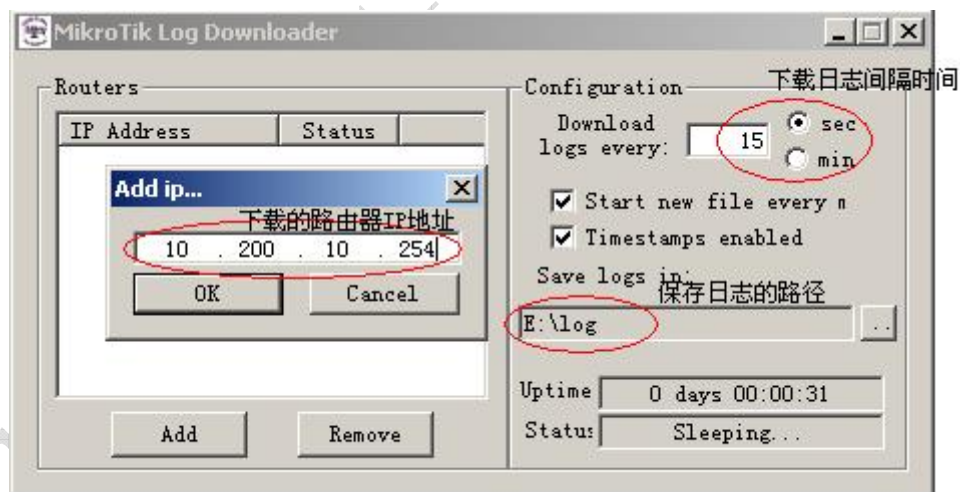 MikroTik Log Downloader
Routers
IP Address Status
Add ip...
下载的路由器IP地址
10 . 200 . 10 . 254
OK Cancel
Add Remove
Configuration
下载日志间隔时间
Download logs every: 15
sec
min
Start new file every n
Timestamps enabled
Save logs in:
保存日志的路径
E:\log
..
Uptime 0 days 00:00:31
Status Sleeping...